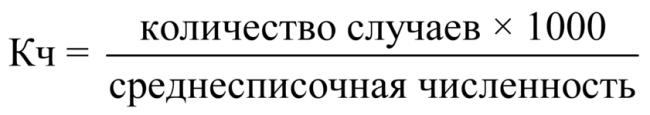 количество случаев × 1000
Кч =
среднесписочная численность